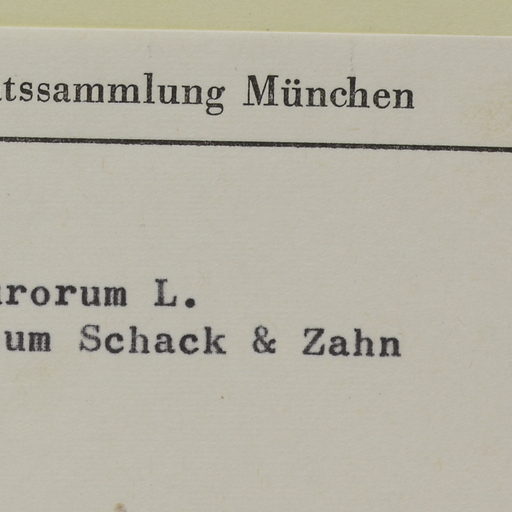 tssammlung München
rorum L.
um Schack & Zahn